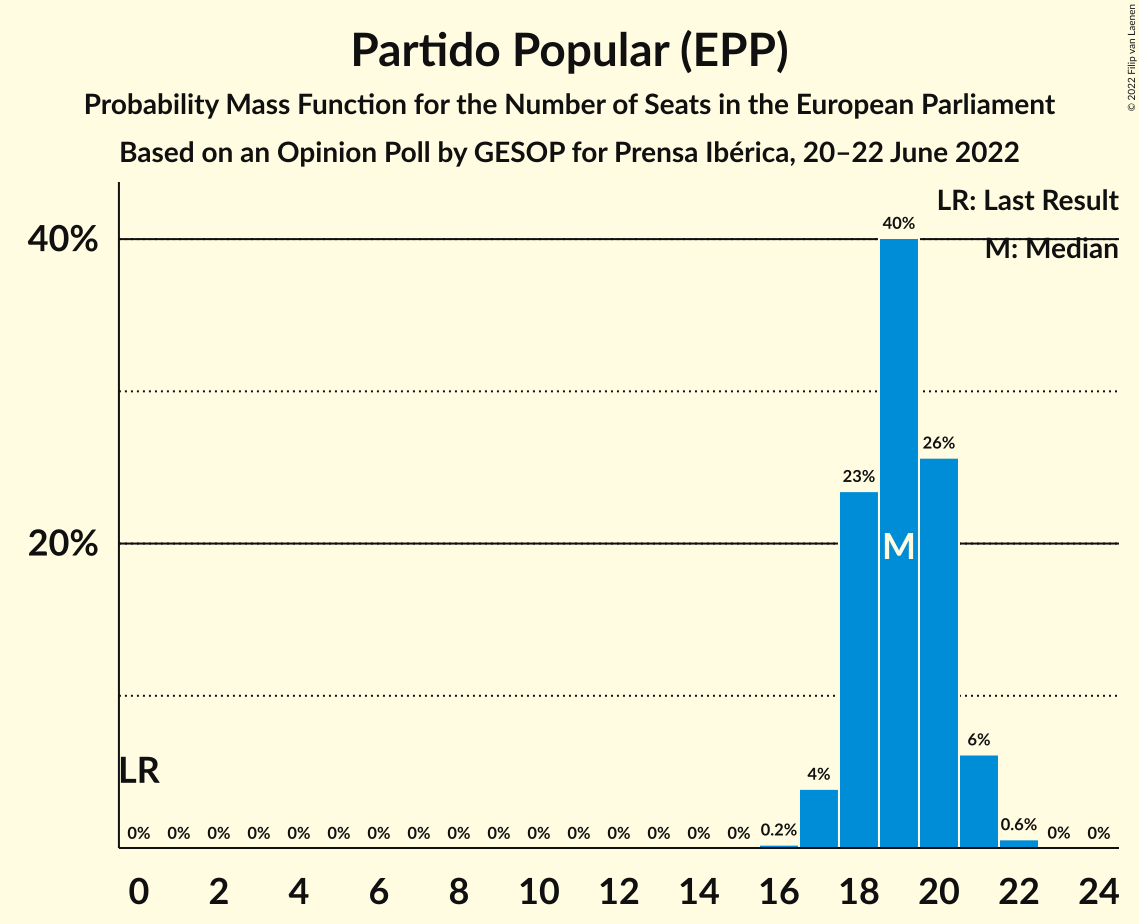 Partido Popular (EPP)
Probability Mass Function for the Number of Seats in the European Parliament
Based on an Opinion Poll by GESOP for Prensa Ibérica, 20–22 June 2022
© 2022 Filip van Laenen
LR: Last Result
M: Median
40%
20%
40%
26%
23%
M
6%
4%
LR
0% 0% 0% 0% 0% 0% 0% 0% 0% 0% 0% 0% 0% 0% 0% 0% 0.2% 0.6% 0% 0%
0 2 4 6 8 10 12 14 16 18 20 22 24